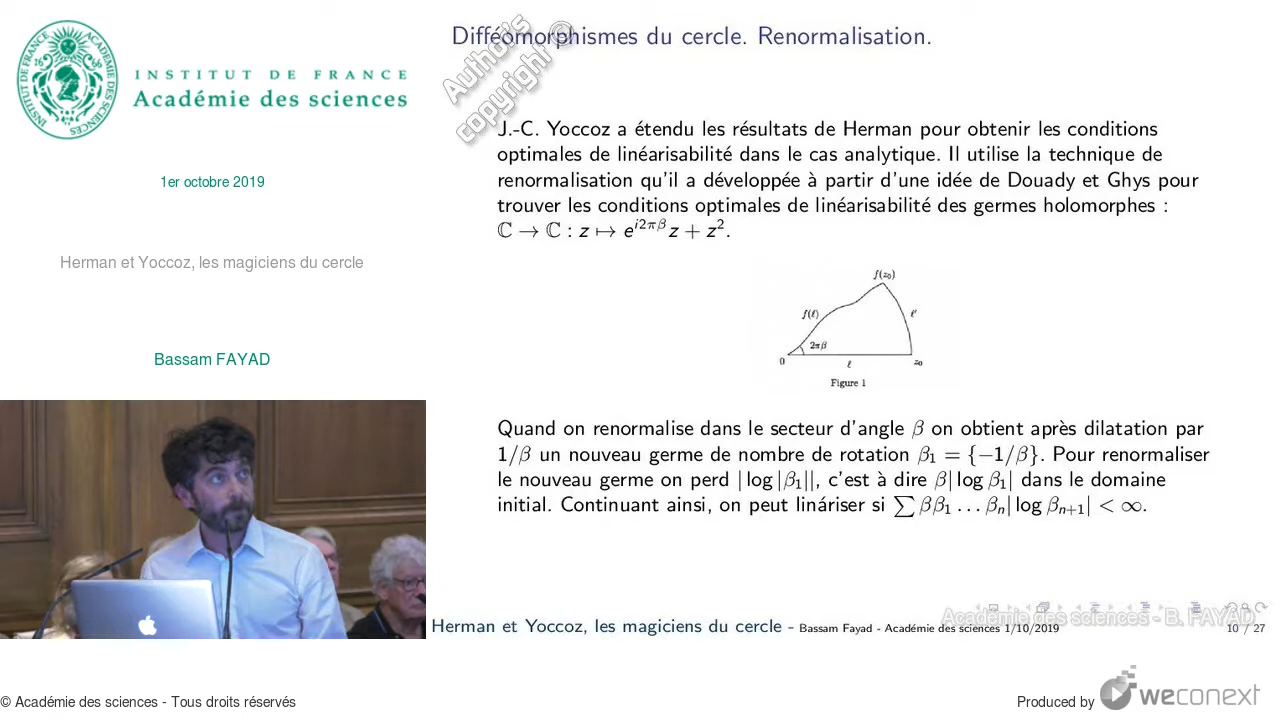 INSTITUT DE FRANCE
Académie des sciences
1er octobre 2019
Herman et Yoccoz, les magiciens du cercle
Bassam FAYAD
Difféomorphismes du cercle. Renormalisation.
Author's
copyright ©
J.-C. Yoccoz a étendu les résultats de Herman pour obtenir les conditions
optimales de linéarisabilité dans le cas analytique. Il utilise la technique de
renormalisation qu'il a développée à partir d'une idée de Douady et Ghys pour
trouver les conditions optimales de linéarisabilité des germes holomorphes :
ℂ → ℂ : z ↦ e^{i2πβ} z + z².
f(z₀)
f(ℓ)
ℓ'
2πβ
0
ℓ
z₀
Figure 1
Quand on renormalise dans le secteur d'angle β on obtient après dilatation par
1/β un nouveau germe de nombre de rotation β₁ = {−1/β}. Pour renormaliser
le nouveau germe on perd | log |β₁||, c'est à dire β| log β₁| dans le domaine
initial. Continuant ainsi, on peut lináriser si ∑ ββ₁ . . . βₙ| log βₙ₊₁| < ∞.
Académie des sciences - B. FAYAD
Herman et Yoccoz, les magiciens du cercle - Bassam Fayad - Académie des sciences 1/10/2019
10 / 27
© Académie des sciences - Tous droits réservés
Produced by weconext